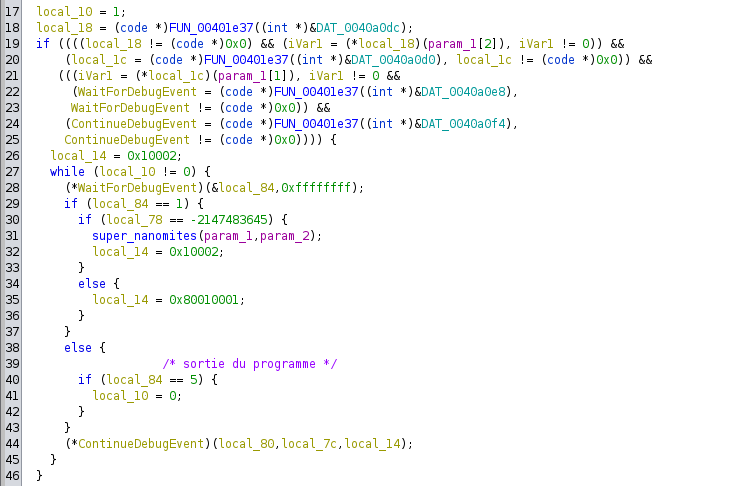 17 local_10 = 1;
18 local_18 = (code *)FUN_00401e37((int *)&DAT_0040a0dc);
19 if ((((local_18 != (code *)0x0) && (iVar1 = (*local_18)(param_1[2]), iVar1 != 0)) &&
20 (local_1c = (code *)FUN_00401e37((int *)&DAT_0040a0d0), local_1c != (code *)0x0)) &&
21 (((iVar1 = (*local_1c)(param_1[1]), iVar1 != 0 &&
22 (WaitForDebugEvent = (code *)FUN_00401e37((int *)&DAT_0040a0e8),
23 WaitForDebugEvent != (code *)0x0)) &&
24 (ContinueDebugEvent = (code *)FUN_00401e37((int *)&DAT_0040a0f4),
25 ContinueDebugEvent != (code *)0x0)))) {
26 local_14 = 0x10002;
27 while (local_10 != 0) {
28 (*WaitForDebugEvent)(&local_84,0xffffffff);
29 if (local_84 == 1) {
30 if (local_78 == -2147483645) {
31 super_nanomites(param_1,param_2);
32 local_14 = 0x10002;
33 }
34 else {
35 local_14 = 0x80010001;
36 }
37 }
38 else {
39 /* sortie du programme */
40 if (local_84 == 5) {
41 local_10 = 0;
42 }
43 }
44 (*ContinueDebugEvent)(local_80,local_7c,local_14);
45 }
46 }